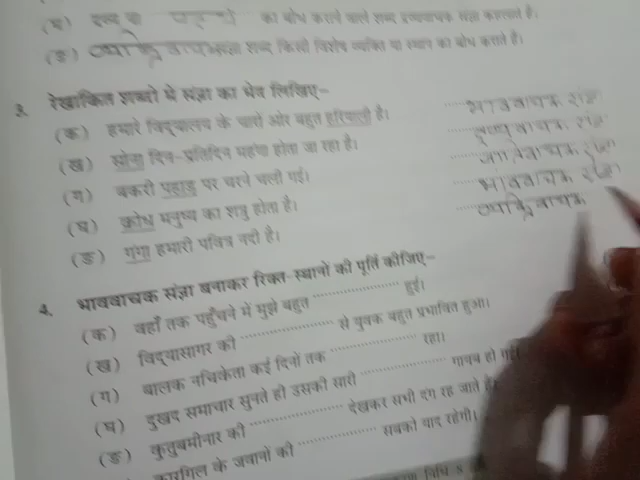 (घ) द्रव्य या पदार्थ का बोध कराने वाले शब्द द्रव्यवाचक संज्ञा कहलाते हैं।
(ङ) व्यक्तिवाचक संज्ञा शब्द किसी विशेष व्यक्ति या स्थान का बोध कराते हैं।
3. रेखांकित शब्दों में संज्ञा का भेद लिखिए–
(क) हमारे विद्यालय के चारों ओर बहुत हरियाली है। भाववाचक संज्ञा
(ख) सोना दिन-प्रतिदिन महंगा होता जा रहा है। द्रव्यवाचक संज्ञा
(ग) बकरी पहाड़ पर चरने चली गई। जातिवाचक संज्ञा
(घ) क्रोध मनुष्य का शत्रु होता है। भाववाचक संज्ञा
(ङ) गंगा हमारी पवित्र नदी है। व्यक्तिवाचक
4. भाववाचक संज्ञा बनाकर रिक्त-स्थानों की पूर्ति कीजिए–
(क) वहाँ तक पहुँचने में मुझे बहुत ................ हुई।
(ख) विद्यासागर की ................ से युवक बहुत प्रभावित हुआ।
(ग) बालक नचिकेता कई दिनों तक ................ रहा।
(घ) दुखद समाचार सुनते ही उसकी सारी ................ गायब हो गई।
(ङ) कुतुबमीनार की ................ देखकर सभी दंग रह जाते हैं।
कारगिल के जवानों की ................ सबको याद रहेगी।